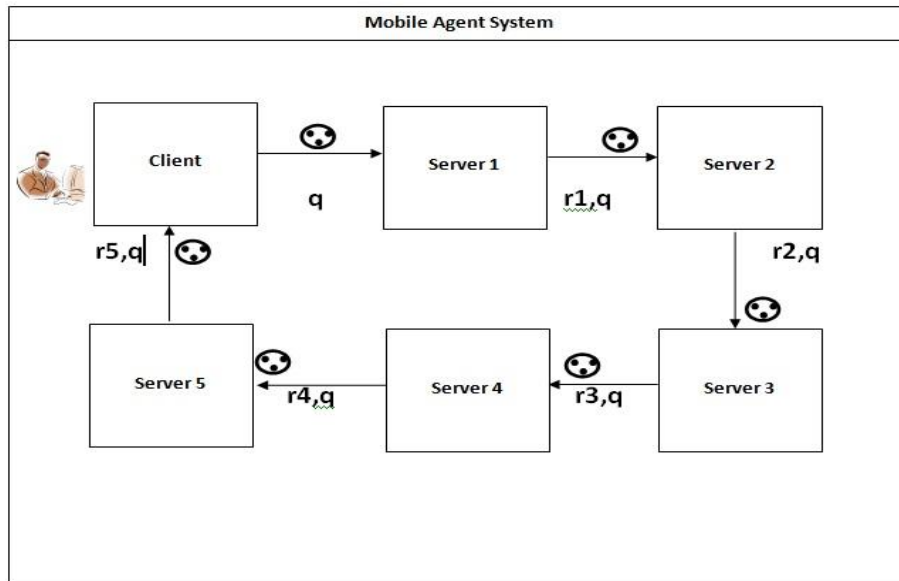 Mobile Agent System
Client
q
Server 1
r1,q
Server 2
r2,q
Server 3
r3,q
Server 4
r4,q
Server 5
r5,q